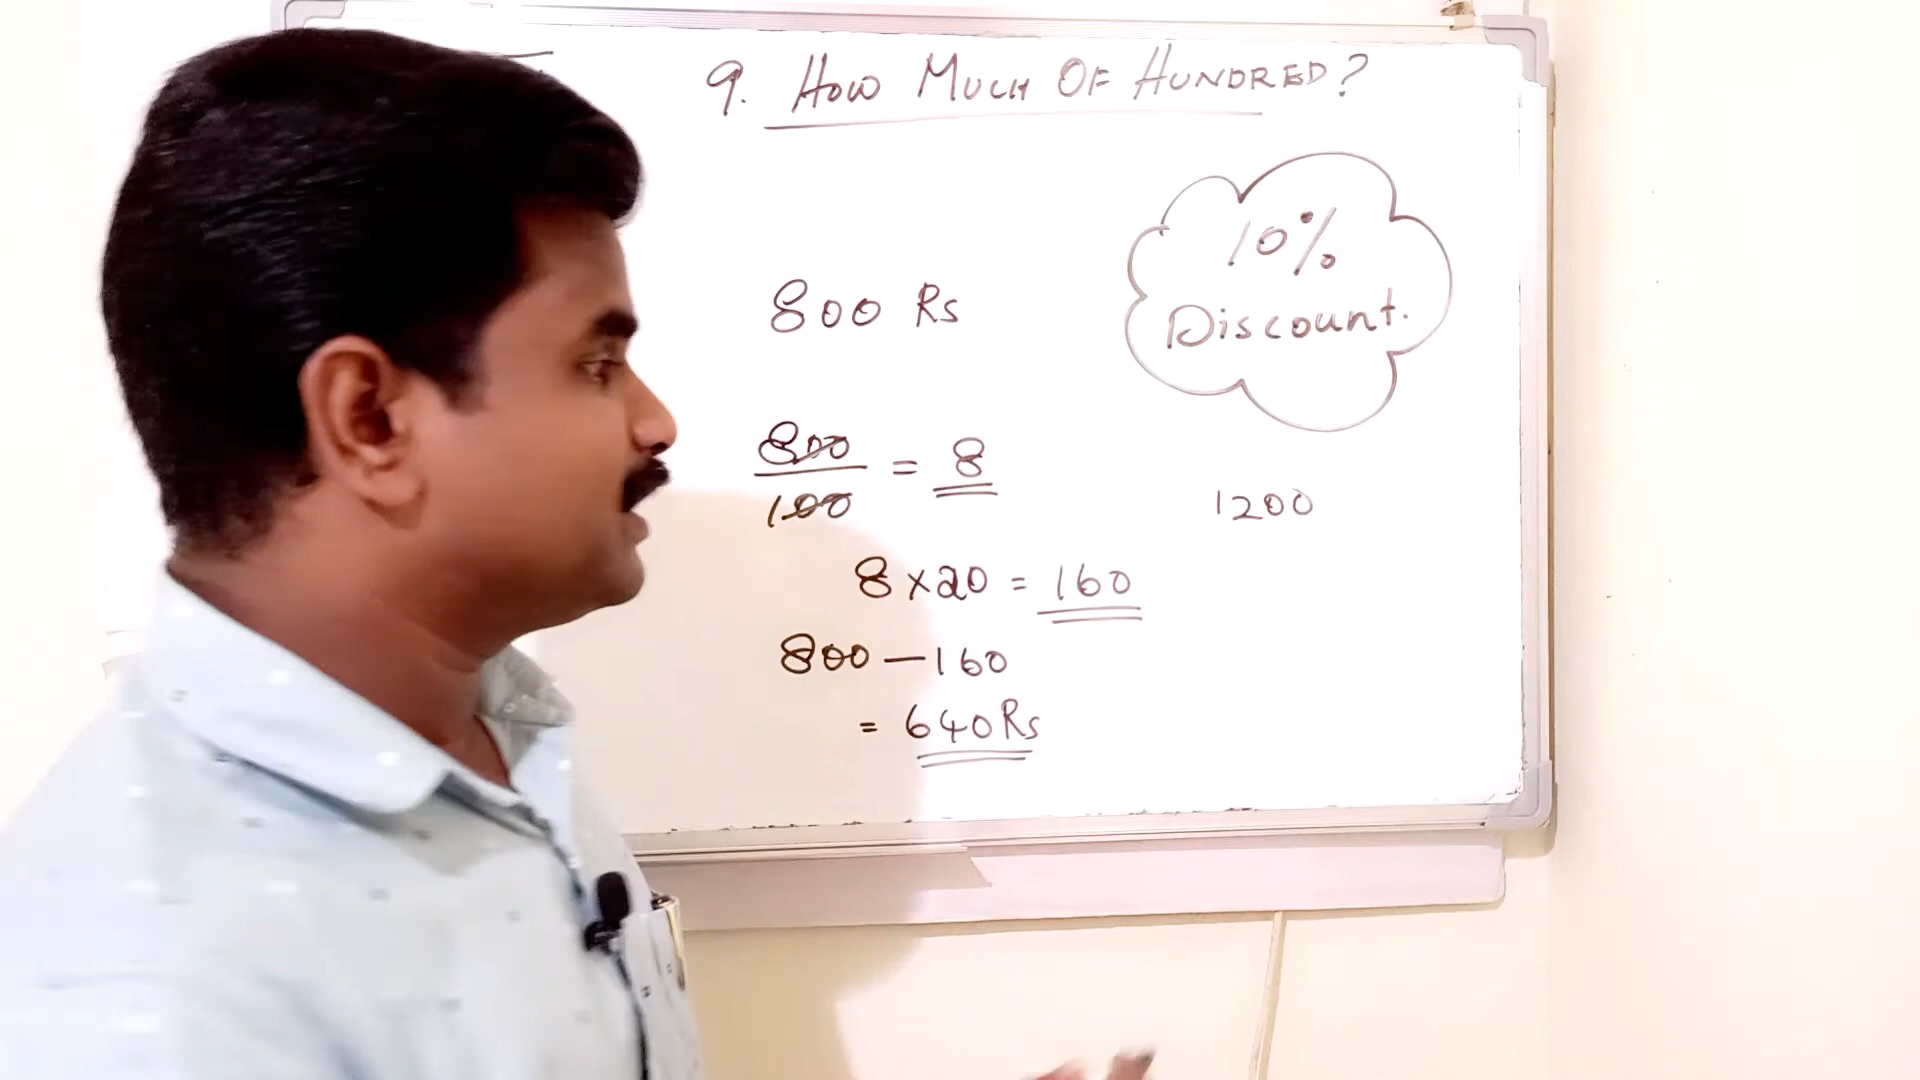 9. HOW MUCH OF HUNDRED?
10%
Discount.
800 Rs
800/100 = 8
1200
8 × 20 = 160
800 — 160
= 640 Rs